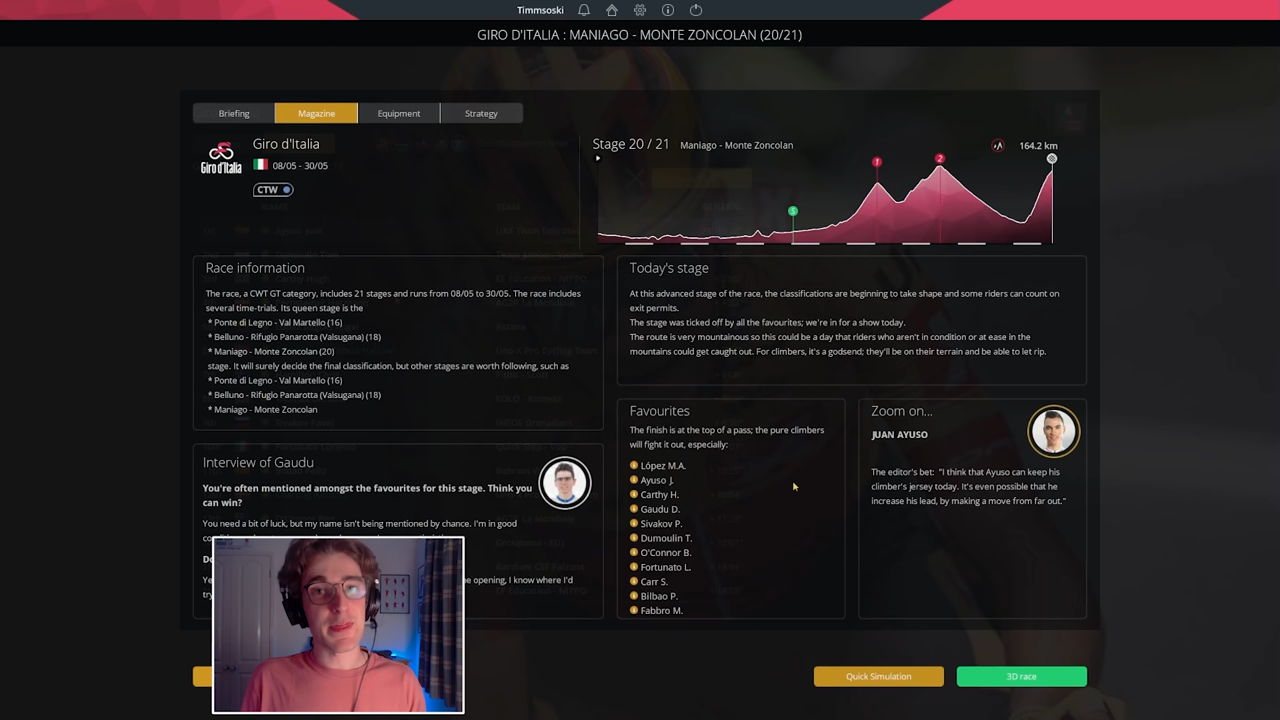 Timmsoski
GIRO D'ITALIA : MANIAGO - MONTE ZONCOLAN (20/21)
Briefing
Magazine
Equipment
Strategy
Giro d'Italia
Giro d'Italia
08/05 - 30/05
CTW
Stage 20 / 21
Maniago - Monte Zoncolan
164.2 km
1
2
S
Race information
The race, a CWT GT category, includes 21 stages and runs from 08/05 to 30/05. The race includes
several time-trials. Its queen stage is the
* Ponte di Legno - Val Martello (16)
* Belluno - Rifugio Panarotta (Valsugana) (18)
* Maniago - Monte Zoncolan (20)
stage. It will surely decide the final classification, but other stages are worth following, such as
* Ponte di Legno - Val Martello (16)
* Belluno - Rifugio Panarotta (Valsugana) (18)
* Maniago - Monte Zoncolan
Today's stage
At this advanced stage of the race, the classifications are beginning to take shape and some riders can count on
exit permits.
The stage was ticked off by all the favourites; we're in for a show today.
The route is very mountainous so this could be a day that riders who aren't in condition or at ease in the
mountains could get caught out. For climbers, it's a godsend; they'll be on their terrain and be able to let rip.
Interview of Gaudu
You're often mentioned amongst the favourites for this stage. Think you
can win?
You need a bit of luck, but my name isn't being mentioned by chance. I'm in good
e opening, I know where I'd
Favourites
The finish is at the top of a pass; the pure climbers
will fight it out, especially:
López M.A.
Ayuso J.
Carthy H.
Gaudu D.
Sivakov P.
Dumoulin T.
O'Connor B.
Fortunato L.
Carr S.
Bilbao P.
Fabbro M.
Zoom on...
JUAN AYUSO
The editor's bet: "I think that Ayuso can keep his
climber's jersey today. It's even possible that he
increase his lead, by making a move from far out."
Quick Simulation
3D race